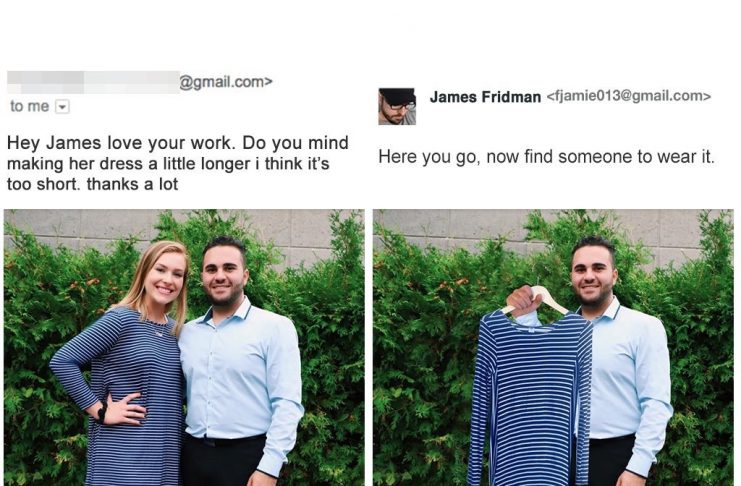 @gmail.com>
to me
Hey James love your work. Do you mind
making her dress a little longer i think it's
too short. thanks a lot
James Fridman <fjamie013@gmail.com>
Here you go, now find someone to wear it.